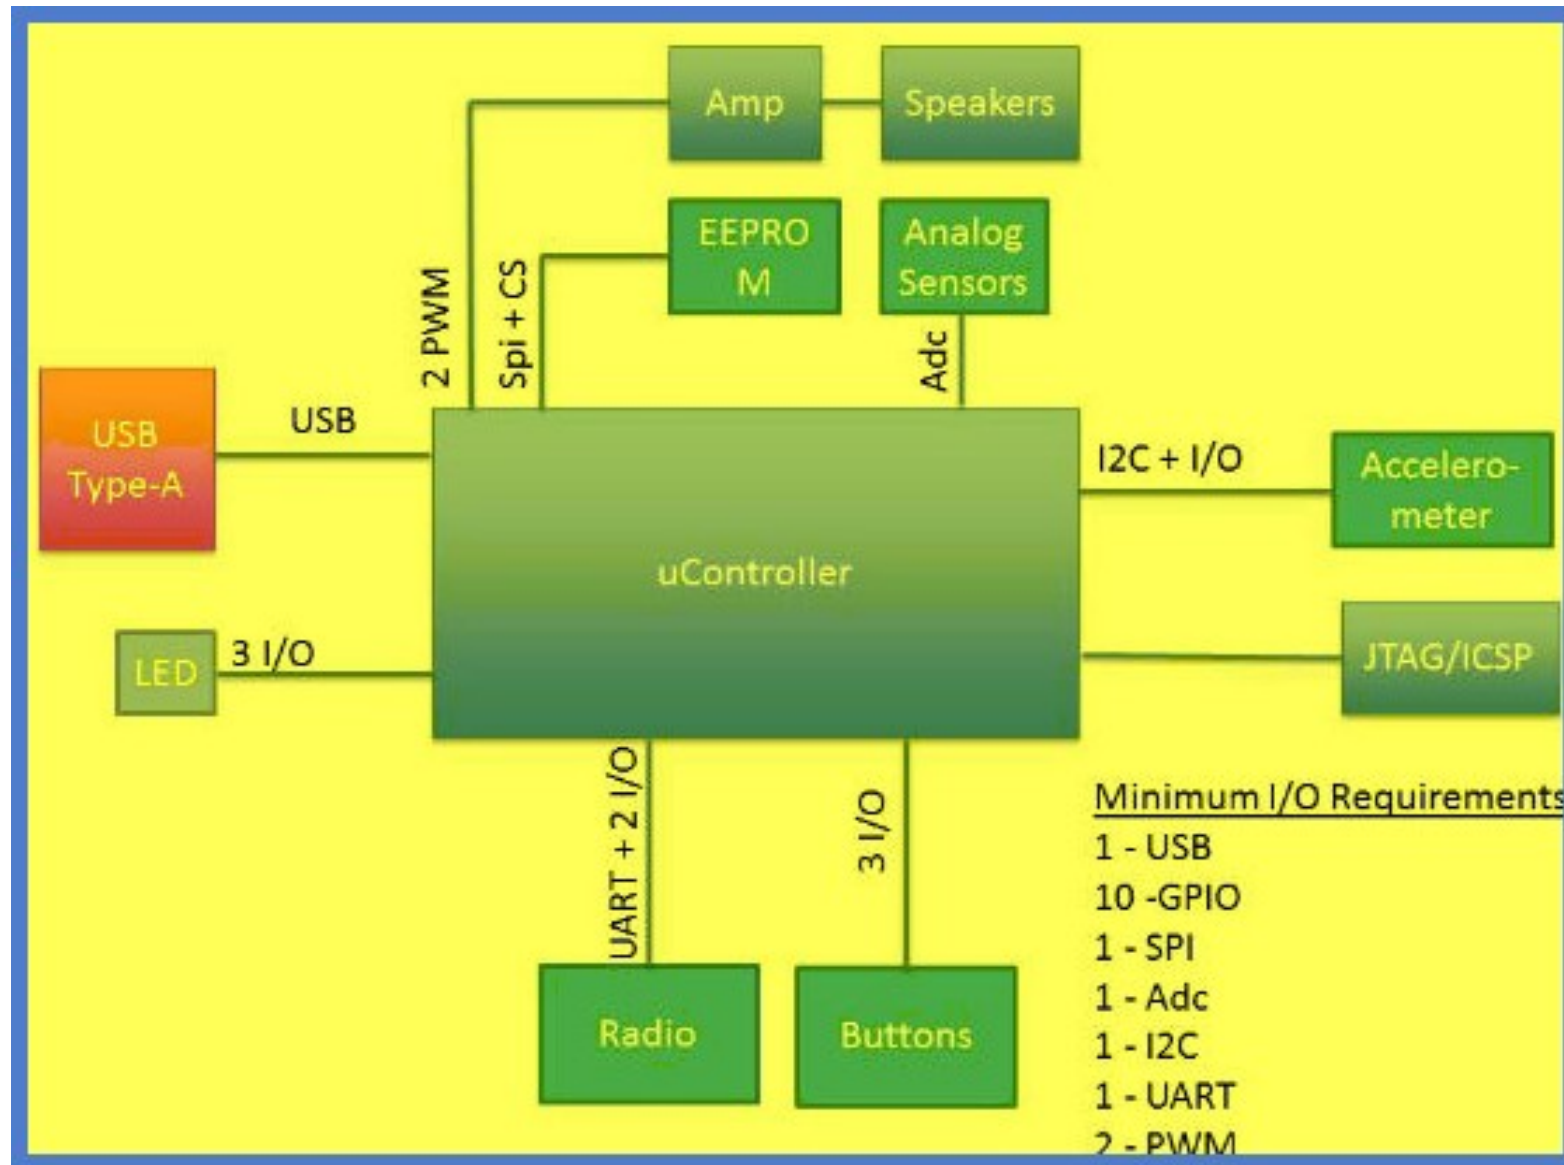 Amp
Speakers
EEPRO
M
Analog
Sensors
2 PWM
Spi + CS
Adc
USB
Type-A
USB
I2C + I/O
Accelero-
meter
uController
LED
3 I/O
JTAG/ICSP
UART + 2 I/O
3 I/O
Radio
Buttons
Minimum I/O Requirements
1 - USB
10 -GPIO
1 - SPI
1 - Adc
1 - I2C
1 - UART
2 - PWM